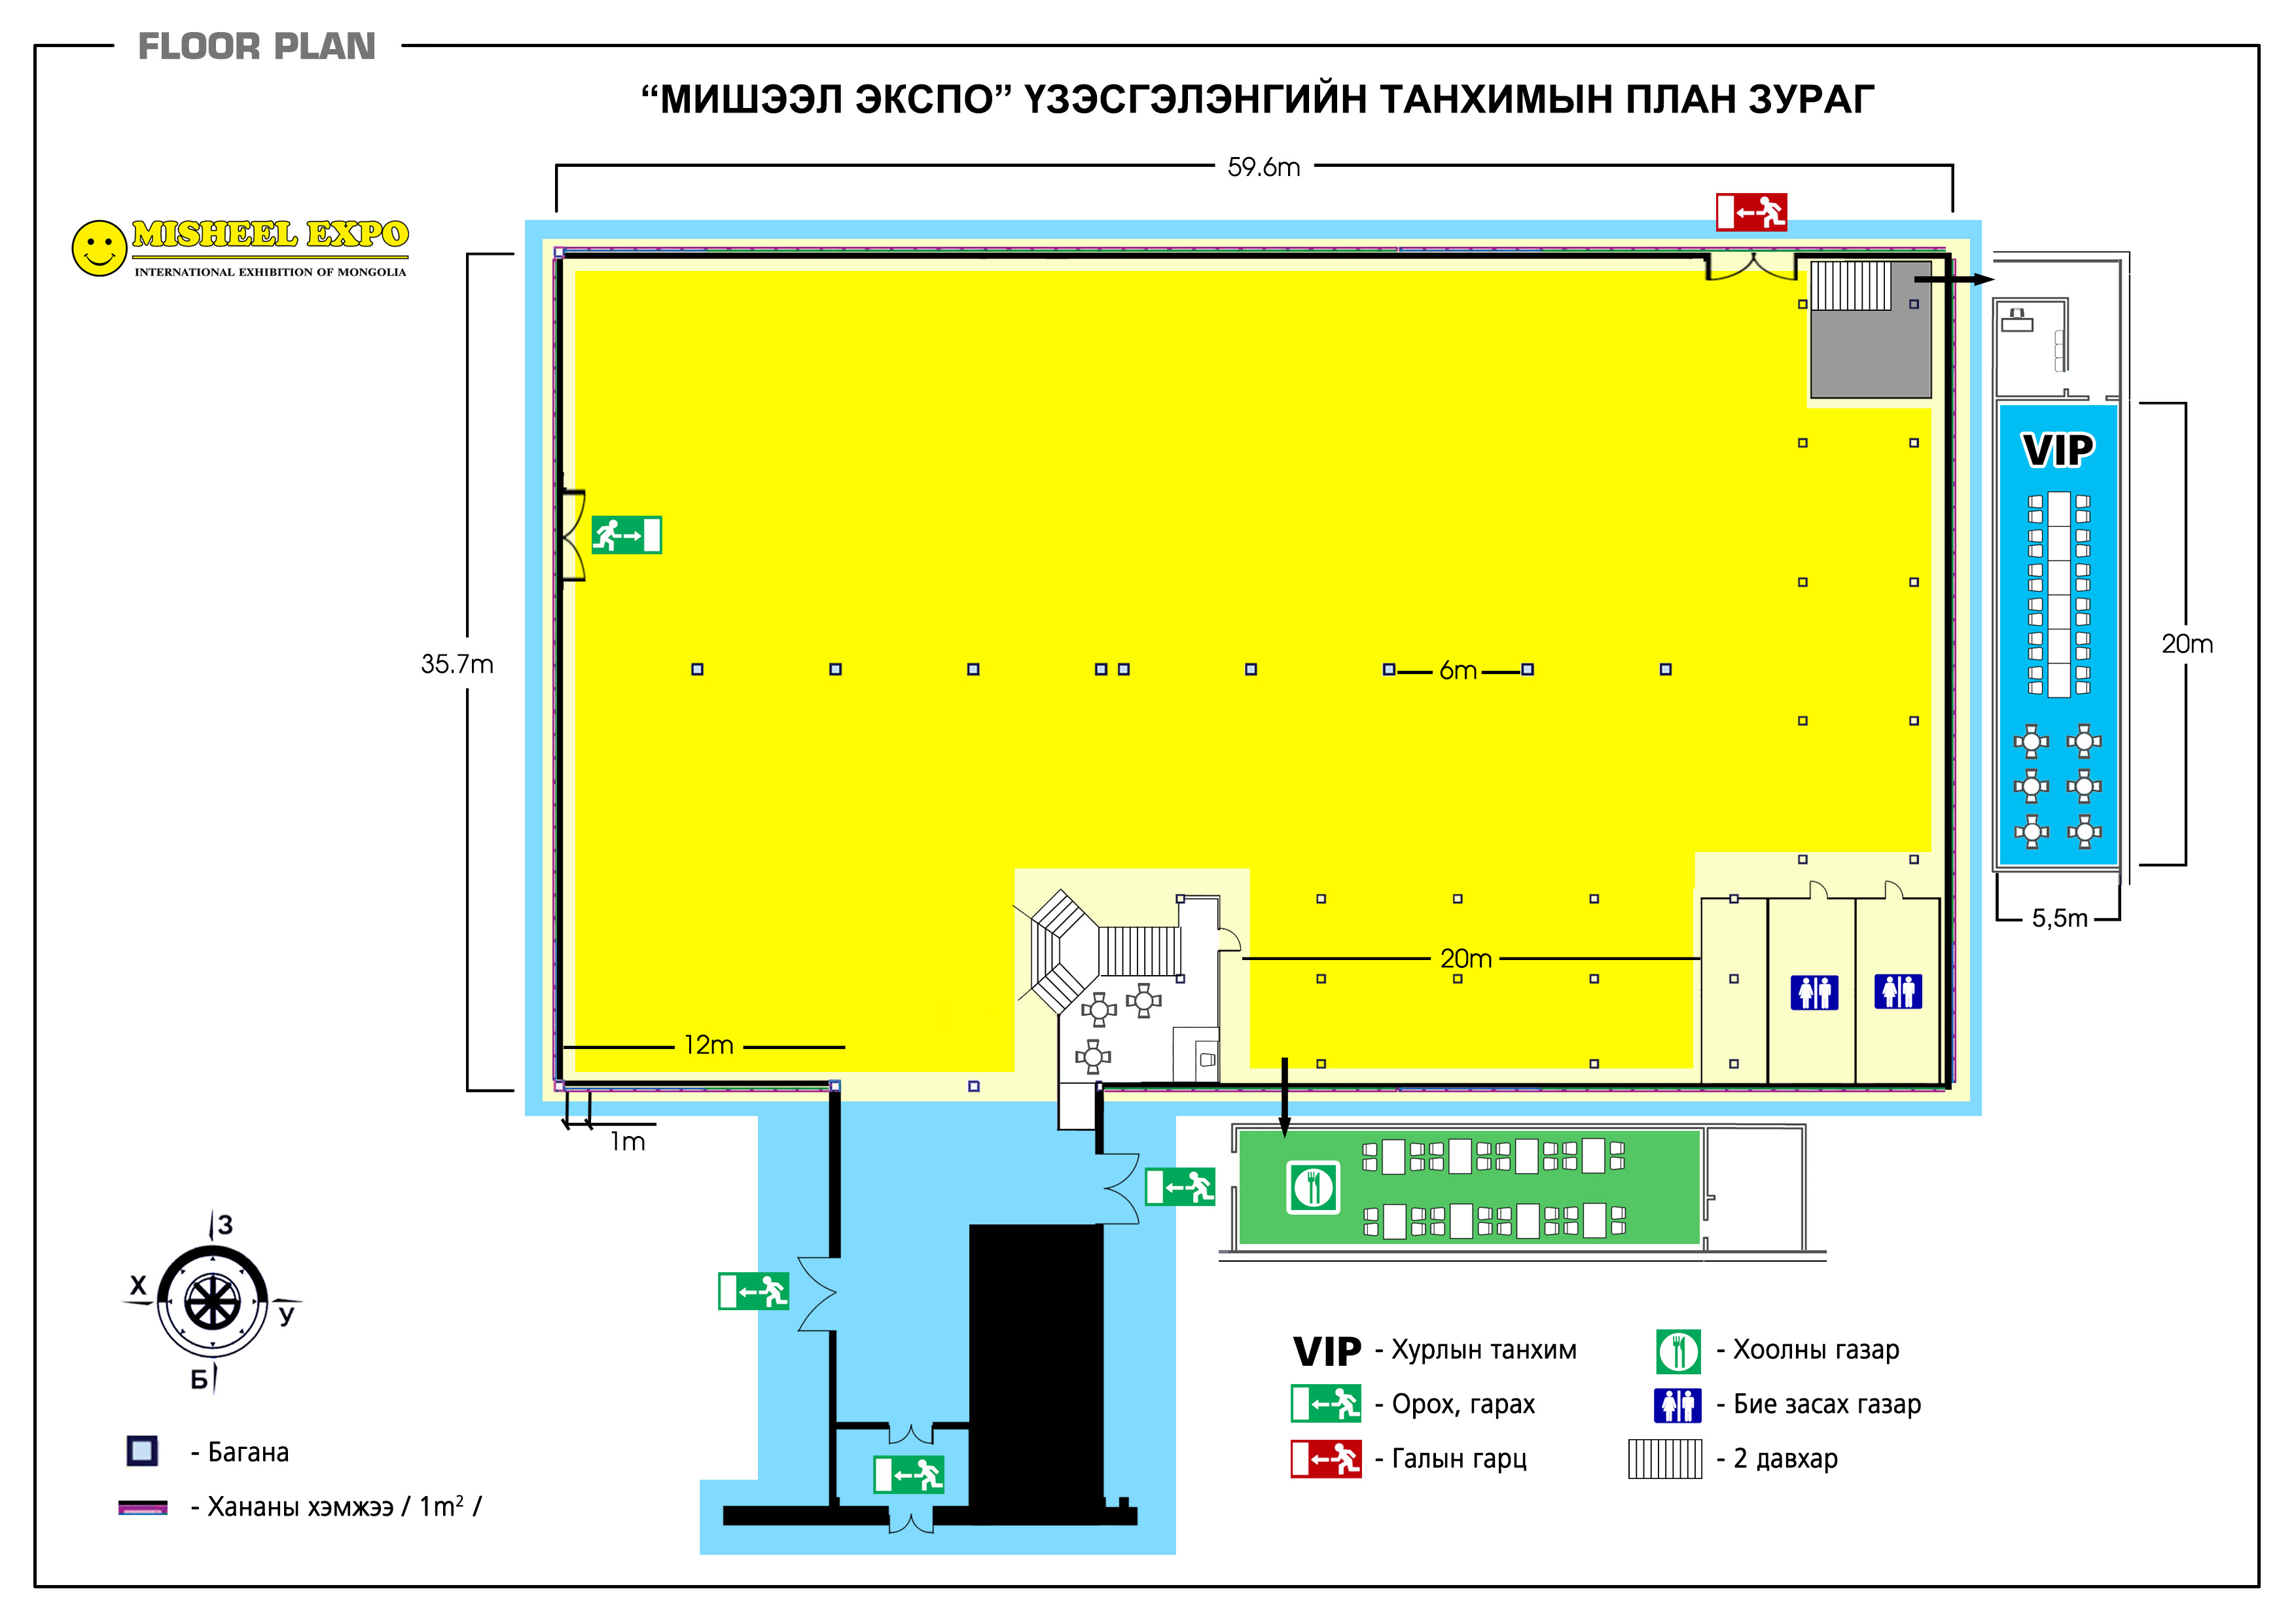 FLOOR PLAN
“МИШЭЭЛ ЭКСПО” ҮЗЭСГЭЛЭНГИЙН ТАНХИМЫН ПЛАН ЗУРАГ
59.6m
MISHEEL EXPO
INTERNATIONAL EXHIBITION OF MONGOLIA
VIP
20m
35.7m
6m
5,5m
20m
12m
1m
З
Х
У
Б
VIP - Хурлын танхим
- Хоолны газар
- Орох, гарах
- Бие засах газар
- Галын гарц
- 2 давхар
- Багана
- Хананы хэмжээ / 1m² /